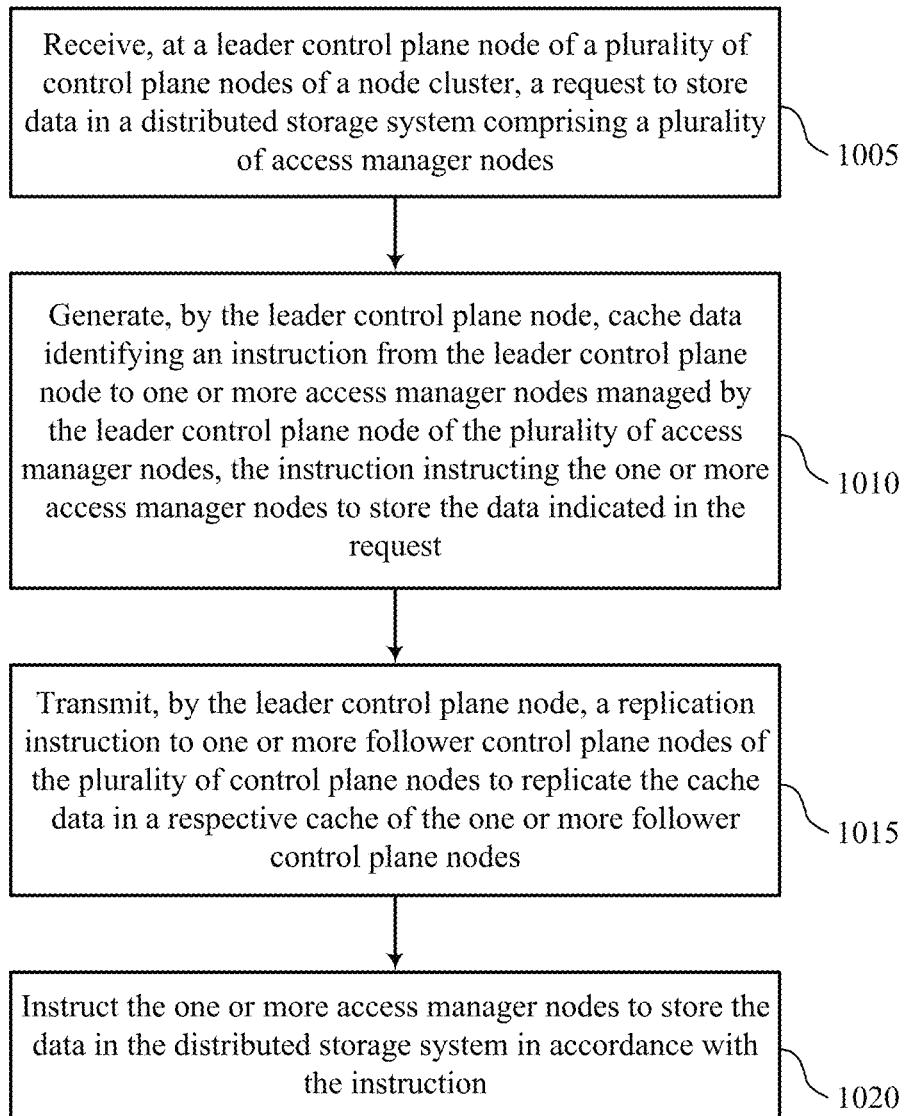 Receive, at a leader control plane node of a plurality of
control plane nodes of a node cluster, a request to store
data in a distributed storage system comprising a plurality
of access manager nodes
1005
Generate, by the leader control plane node, cache data
identifying an instruction from the leader control plane
node to one or more access manager nodes managed by
the leader control plane node of the plurality of access
manager nodes, the instruction instructing the one or more
access manager nodes to store the data indicated in the
request
1010
Transmit, by the leader control plane node, a replication
instruction to one or more follower control plane nodes of
the plurality of control plane nodes to replicate the cache
data in a respective cache of the one or more follower
control plane nodes
1015
Instruct the one or more access manager nodes to store the
data in the distributed storage system in accordance with
the instruction
1020